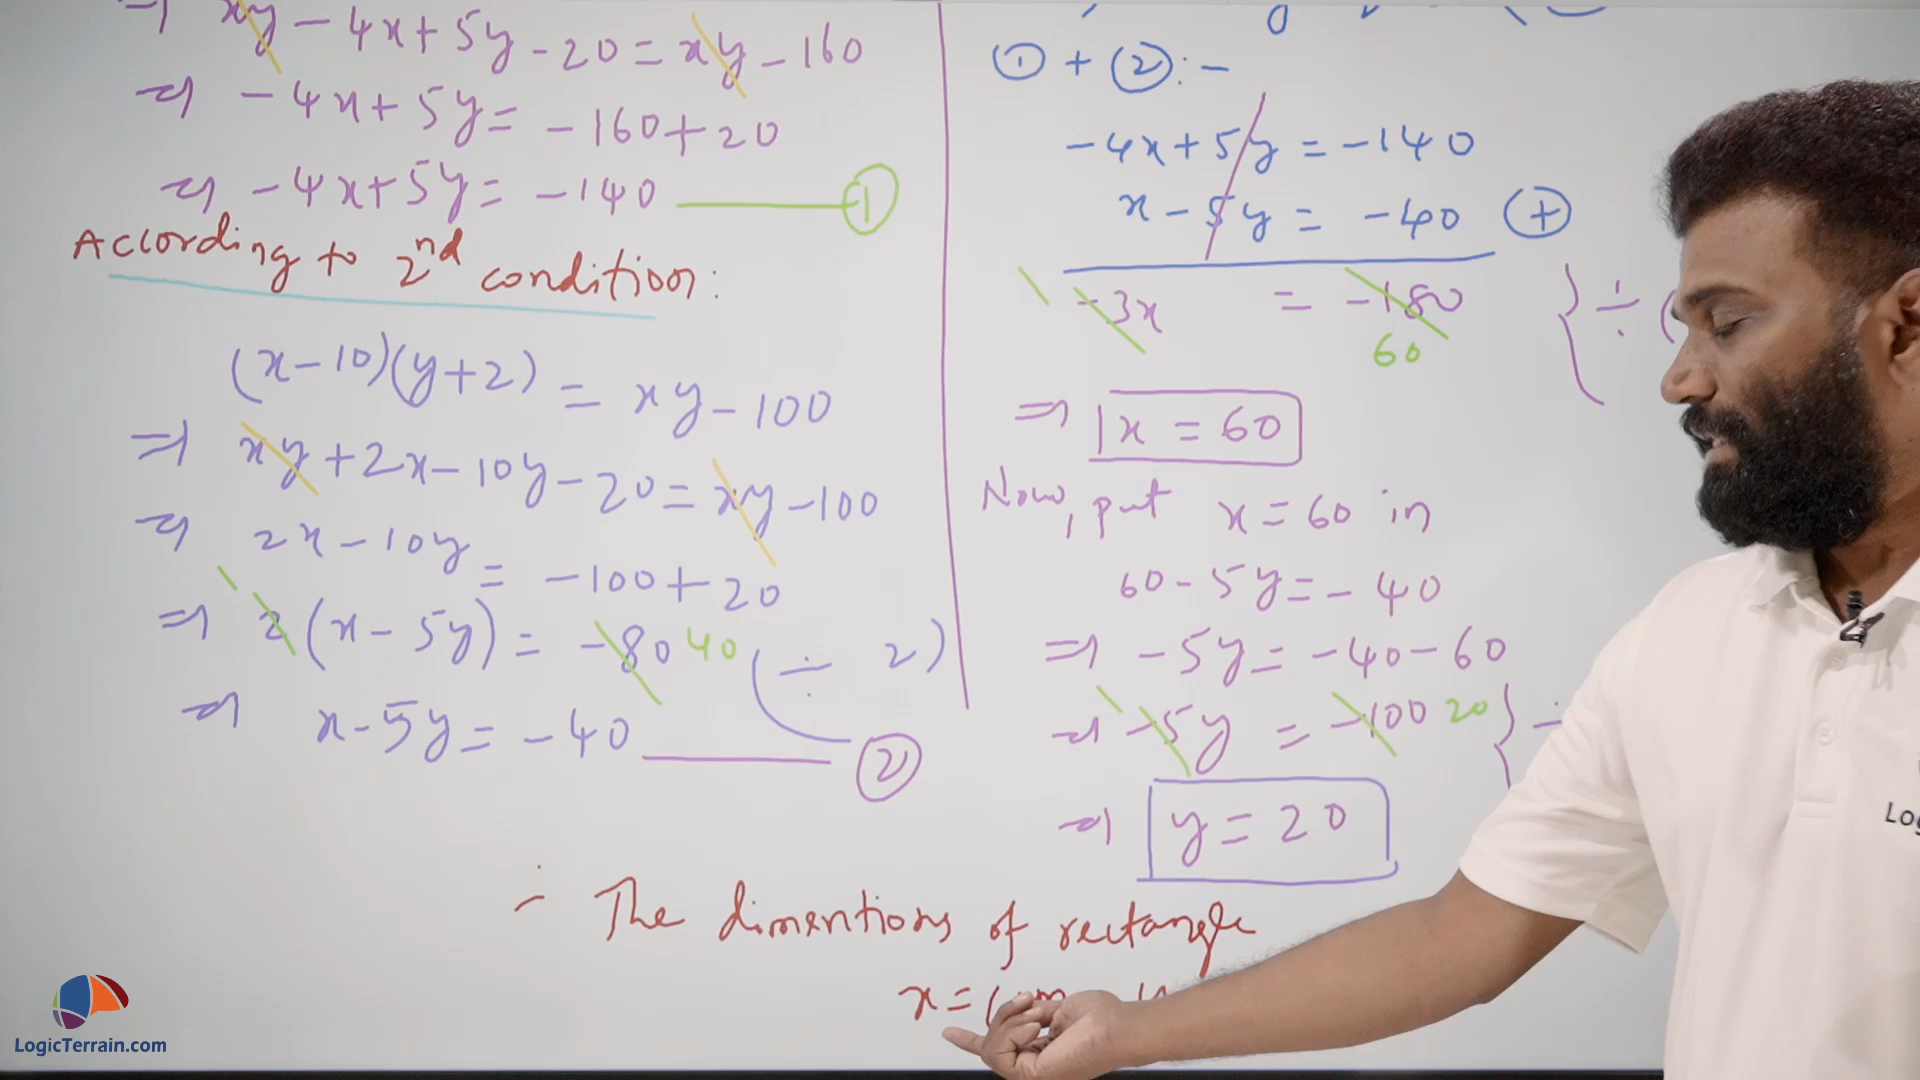 ⇒ xy - 4x + 5y - 20 = xy - 160
⇒ -4x + 5y = -160 + 20
⇒ -4x + 5y = -140 ①
According to 2nd condition:
(x - 10)(y + 2) = xy - 100
⇒ xy + 2x - 10y - 20 = xy - 100
⇒ 2x - 10y = -100 + 20
⇒ 2(x - 5y) = -80 40 (÷ 2)
⇒ x - 5y = -40 ②
① + ②: -
-4x + 5y = -140
x - 5y = -40 (+)
-3x = -180
60
⇒ x = 60
Now, put x = 60 in
60 - 5y = -40
⇒ -5y = -40 - 60
⇒ -5y = -100 20
⇒ y = 20
∴ The dimentions of rectangle
x =
LogicTerrain.com